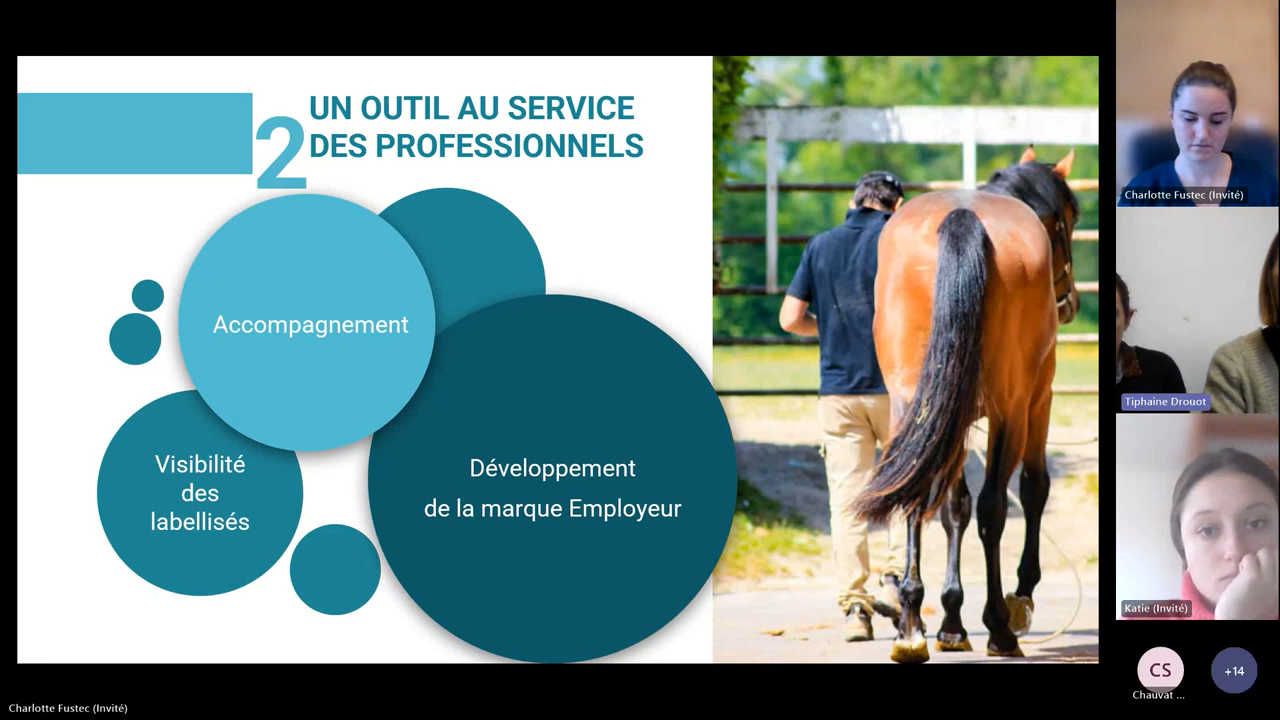 2
UN OUTIL AU SERVICE
DES PROFESSIONNELS
Accompagnement
Visibilité
des
labellisés
Développement
de la marque Employeur
Charlotte Fustec (Invité)
Tiphaine Drouot
Katie (Invité)
CS
+14
Chauvat ...
Charlotte Fustec (Invité)